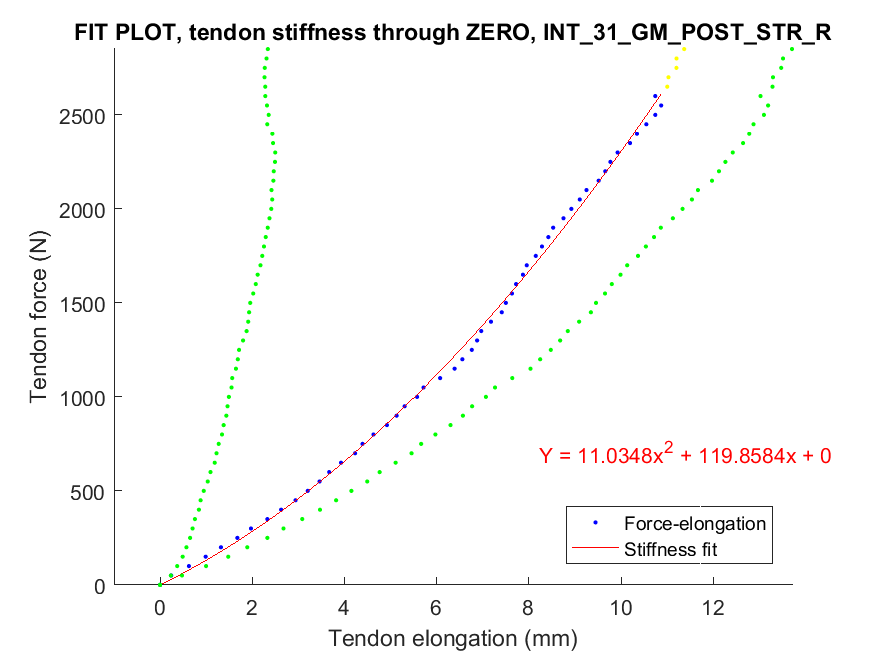 FIT PLOT, tendon stiffness through ZERO, INT_31_GM_POST_STR_R
Tendon force (N)
2500
2000
1500
1000
500
0
Y = 11.0348x² + 119.8584x + 0
Force-elongation
Stiffness fit
0 2 4 6 8 10 12
Tendon elongation (mm)